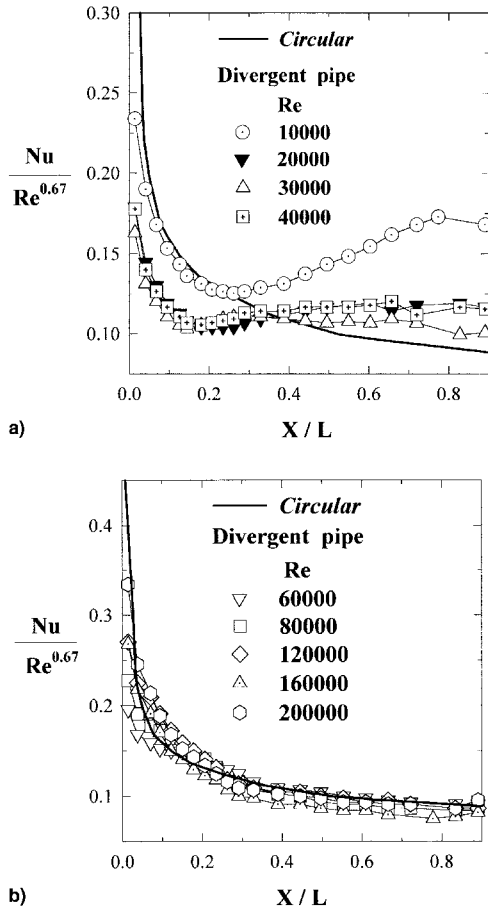 0.30
0.25
0.20
0.15
0.10
Nu
Re^0.67
Circular
Divergent pipe
Re
10000
20000
30000
40000
0.0 0.2 0.4 0.6 0.8
X / L
a)
0.4
0.3
0.2
0.1
Nu
Re^0.67
Circular
Divergent pipe
Re
60000
80000
120000
160000
200000
0.0 0.2 0.4 0.6 0.8
X / L
b)